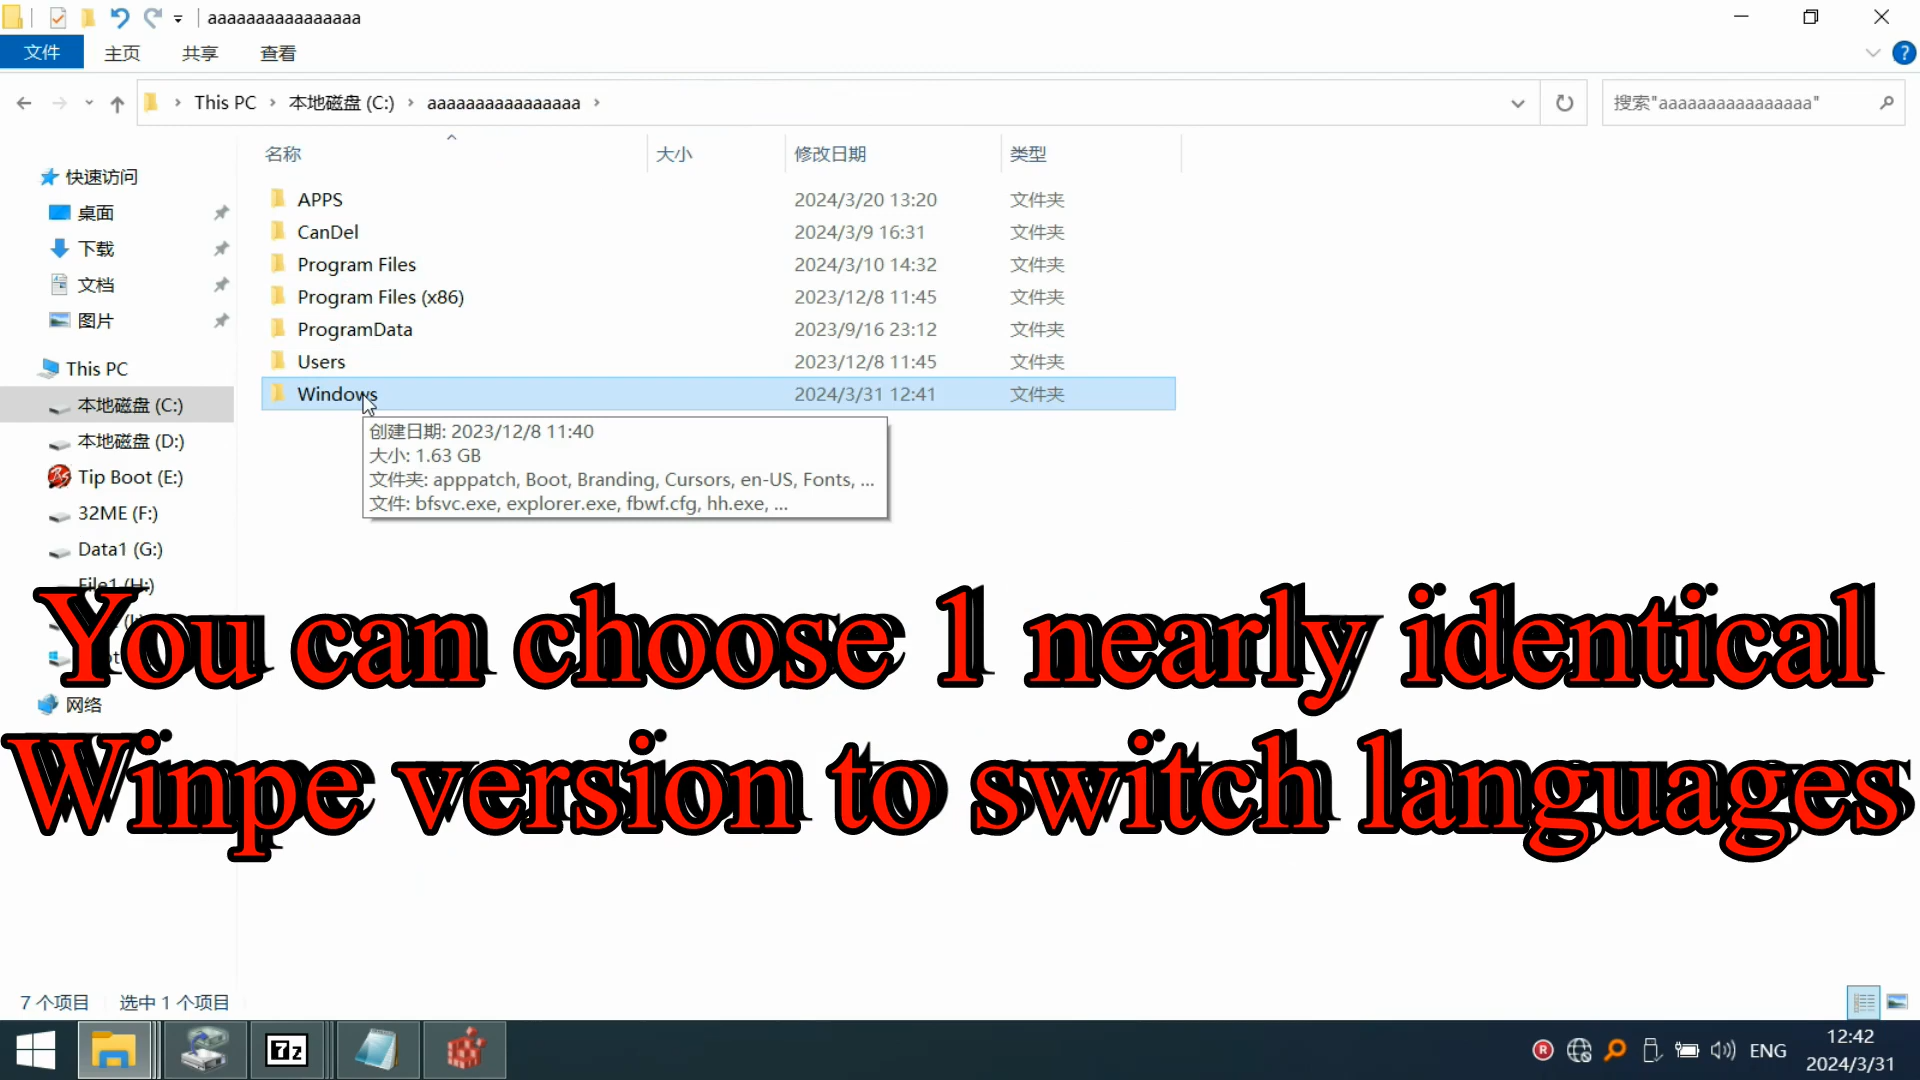 aaaaaaaaaaaaaaaa
文件 主页 共享 查看
This PC 本地磁盘 (C:) aaaaaaaaaaaaaaaa
搜索"aaaaaaaaaaaaaaaa"
名称 大小 修改日期 类型
快速访问
桌面
下载
文档
图片
This PC
本地磁盘 (C:)
本地磁盘 (D:)
Tip Boot (E:)
32ME (F:)
Data1 (G:)
File1 (H:)
网络
APPS 2024/3/20 13:20 文件夹
CanDel 2024/3/9 16:31 文件夹
Program Files 2024/3/10 14:32 文件夹
Program Files (x86) 2023/12/8 11:45 文件夹
ProgramData 2023/9/16 23:12 文件夹
Users 2023/12/8 11:45 文件夹
Windows 2024/3/31 12:41 文件夹
创建日期: 2023/12/8 11:40
大小: 1.63 GB
文件夹: apppatch, Boot, Branding, Cursors, en-US, Fonts, ...
文件: bfsvc.exe, explorer.exe, fbwf.cfg, hh.exe, ...
You can choose 1 nearly identical
Winpe version to switch languages
7 个项目 选中 1 个项目
7z
R
ENG
12:42
2024/3/31